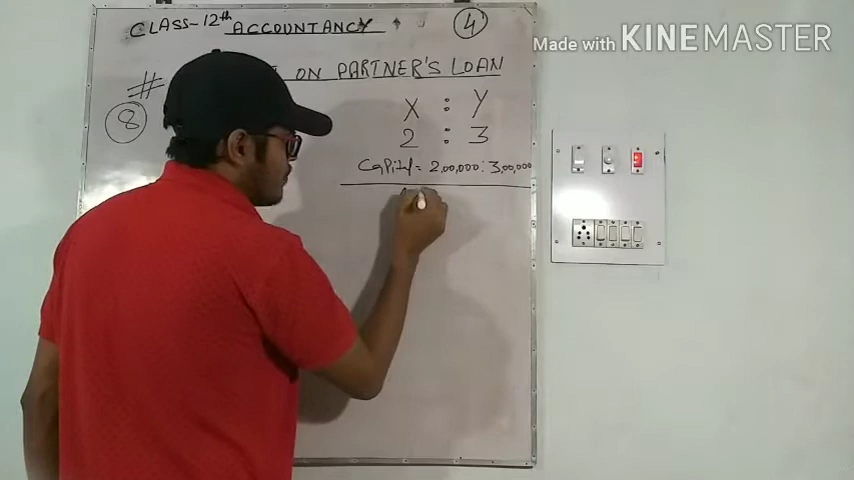 CLASS-12th ACCOUNTANCY 4
Made with KINEMASTER
# ON PARTNER'S LOAN
8 X : Y
2 : 3
Capital = 2,00,000 : 3,00,000